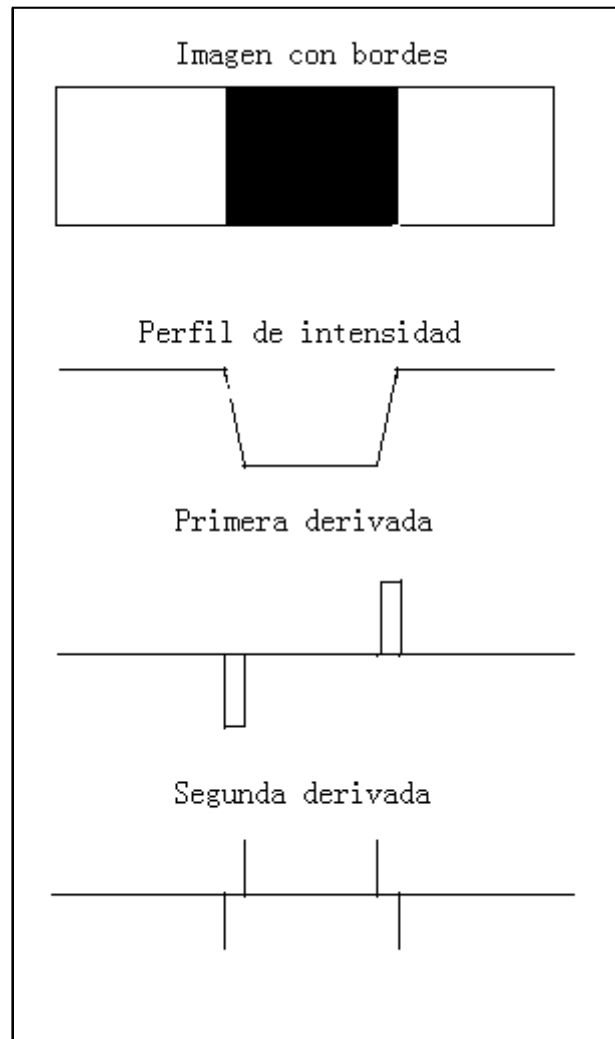 Imagen con bordes
Perfil de intensidad
Primera derivada
Segunda derivada